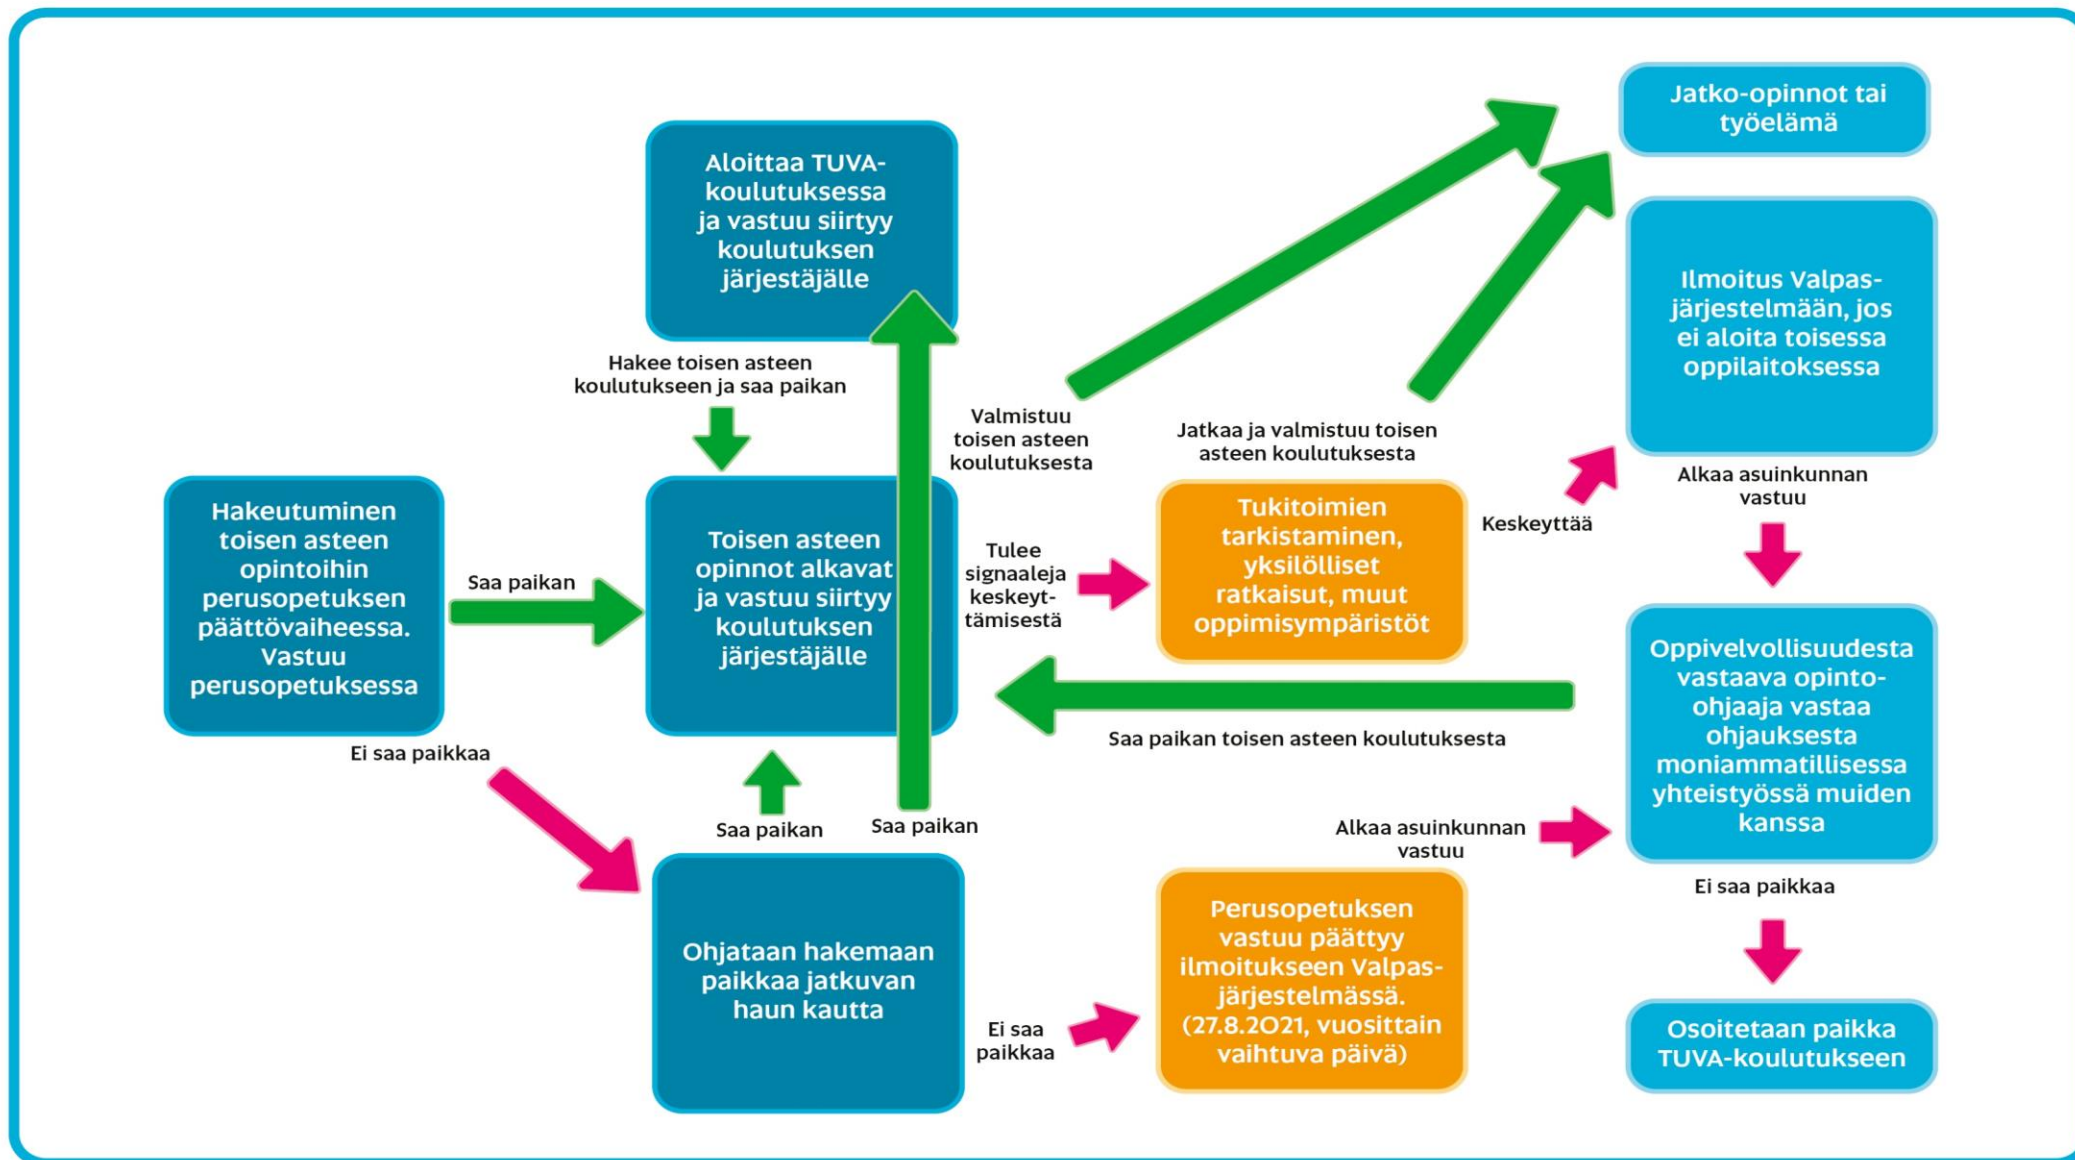 Jatko-opinnot tai
työelämä
Aloittaa TUVA-
koulutuksessa
ja vastuu siirtyy
koulutuksen
järjestäjälle
Ilmoitus Valpas-
järjestelmään, jos
ei aloita toisessa
oppilaitoksessa
Hakee toisen asteen
koulutukseen ja saa paikan
Valmistuu
toisen asteen
koulutuksesta
Jatkaa ja valmistuu toisen
asteen koulutuksesta
Keskeyttää
Alkaa asuinkunnan
vastuu
Hakeutuminen
toisen asteen
opintoihin
perusopetuksen
päättövaiheessa.
Vastuu
perusopetuksessa
Saa paikan
Toisen asteen
opinnot alkavat
ja vastuu siirtyy
koulutuksen
järjestäjälle
Tulee
signaaleja
keskeyt-
tämisestä
Tukitoimien
tarkistaminen,
yksilölliset
ratkaisut, muut
oppimisympäristöt
Oppivelvollisuudesta
vastaava opinto-
ohjaaja vastaa
ohjauksesta
moniammatillisessa
yhteistyössä muiden
kanssa
Saa paikan toisen asteen koulutuksesta
Ei saa paikkaa
Saa paikan
Saa paikan
Alkaa asuinkunnan
vastuu
Ohjataan hakemaan
paikkaa jatkuvan
haun kautta
Ei saa
paikkaa
Perusopetuksen
vastuu päättyy
ilmoitukseen Valpas-
järjestelmässä.
(27.8.2021, vuosittain
vaihtuva päivä)
Ei saa paikkaa
Osoitetaan paikka
TUVA-koulutukseen